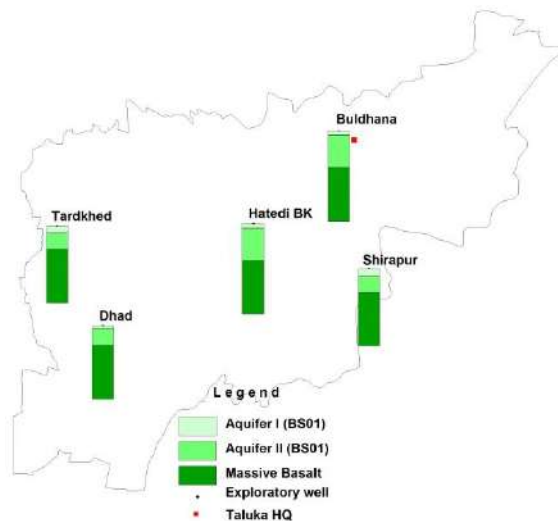 Buldhana
Tardkhed
Hatedi BK
Shirapur
Dhad
Legend
Aquifer I (BS01)
Aquifer II (BS01)
Massive Basalt
Exploratory well
Taluka HQ